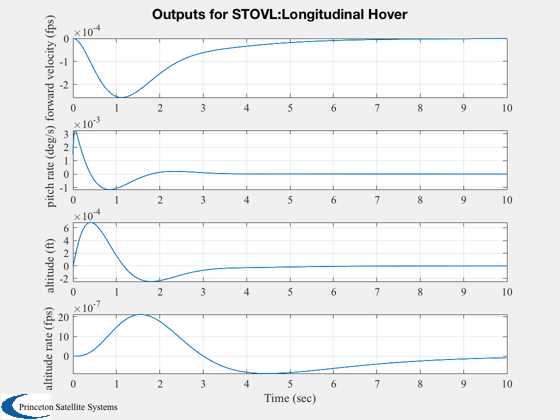 Outputs for STOVL:Longitudinal Hover
×10⁻⁴
forward velocity (fps)
0
-1
-2
0 1 2 3 4 5 6 7 8 9 10
×10⁻³
pitch rate (deg/s)
3
2
1
0
-1
0 1 2 3 4 5 6 7 8 9 10
×10⁻⁴
altitude (ft)
6
4
2
0
-2
0 1 2 3 4 5 6 7 8 9 10
×10⁻⁷
altitude rate (fps)
20
10
0
0 1 2 3 4 5 6 7 8 9 10
Time (sec)
Princeton Satellite Systems